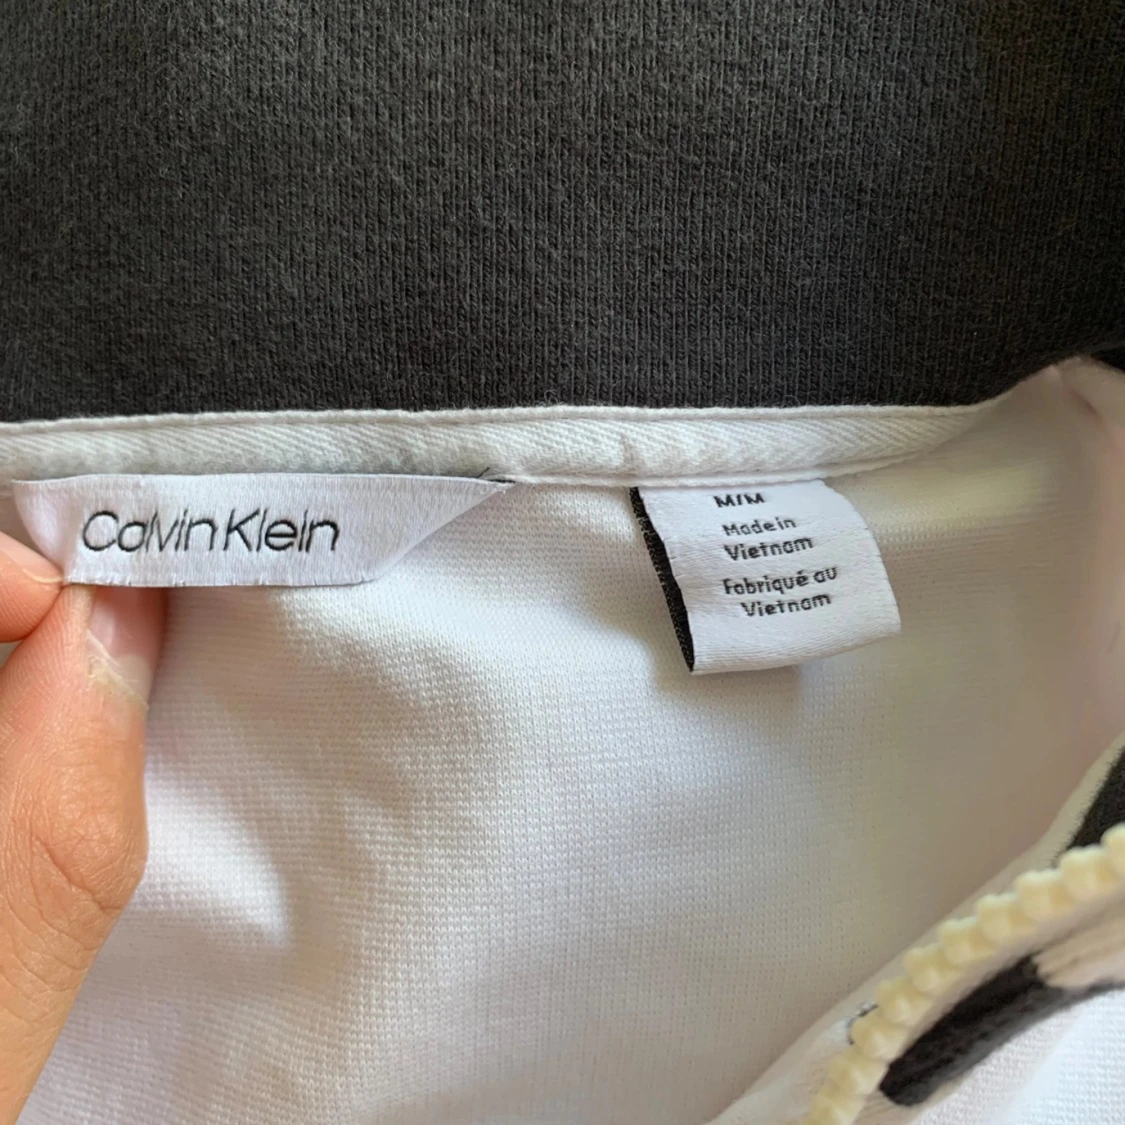 Calvin Klein
M/M
Made in
Vietnam
Fabriqué au
Vietnam